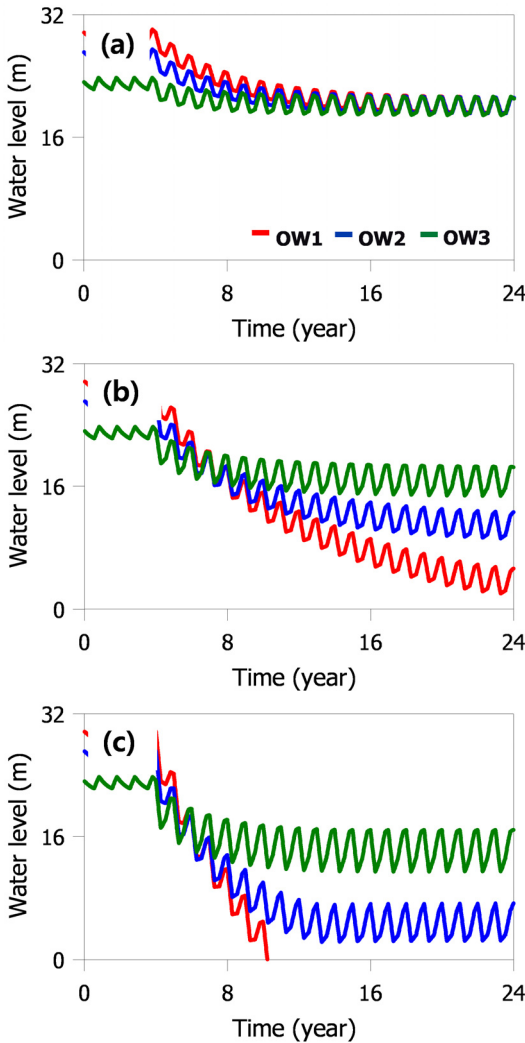 32
(a)
Water level (m)
16
OW1 OW2 OW3
0
0 8 16 24
Time (year)
32
(b)
Water level (m)
16
0
0 8 16 24
Time (year)
32
(c)
Water level (m)
16
0
0 8 16 24
Time (year)